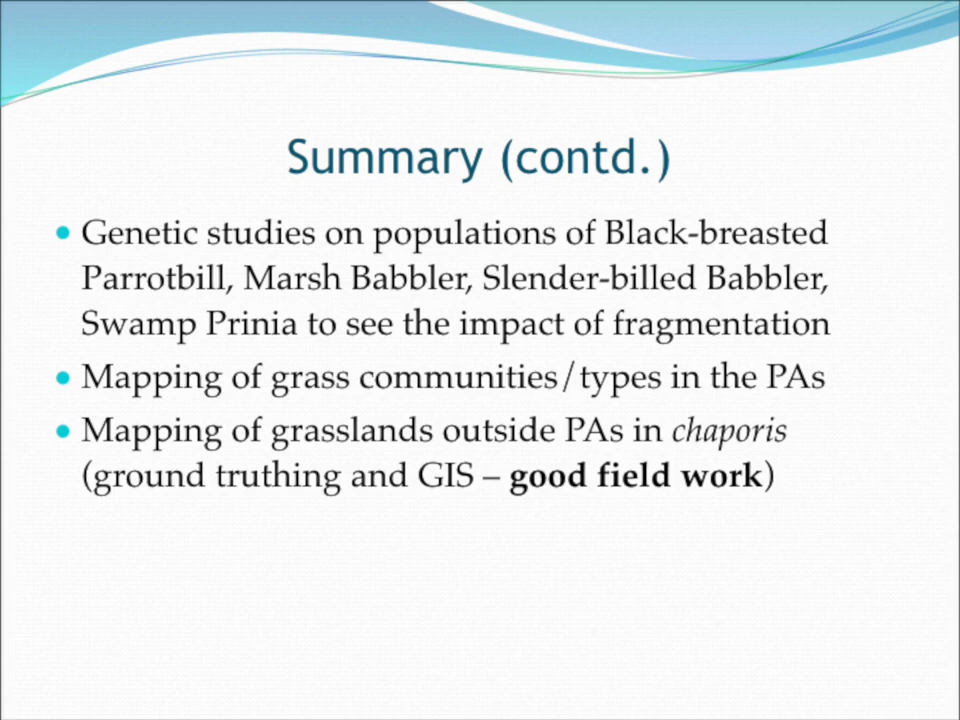 Summary (contd.)
• Genetic studies on populations of Black-breasted
Parrotbill, Marsh Babbler, Slender-billed Babbler,
Swamp Prinia to see the impact of fragmentation
• Mapping of grass communities/types in the PAs
• Mapping of grasslands outside PAs in chaporis
(ground truthing and GIS – good field work)